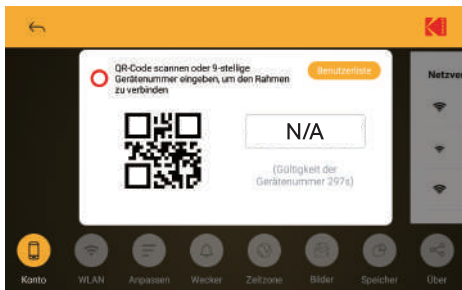 QR-Code scannen oder 9-stellige
Gerätenummer eingeben, um den Rahmen
zu verbinden
Benutzerliste
N/A
(Gültigkeit der
Gerätenummer 297s)
Netzwe
Konto
WLAN
Anpassen
Wecker
Zeitzone
Bilder
Speicher
Über